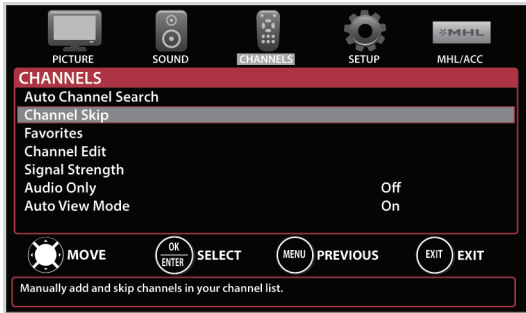 MHL
PICTURE SOUND CHANNELS SETUP MHL/ACC
CHANNELS
Auto Channel Search
Channel Skip
Favorites
Channel Edit
Signal Strength
Audio Only Off
Auto View Mode On
MOVE OK ENTER SELECT MENU PREVIOUS EXIT EXIT
Manually add and skip channels in your channel list.